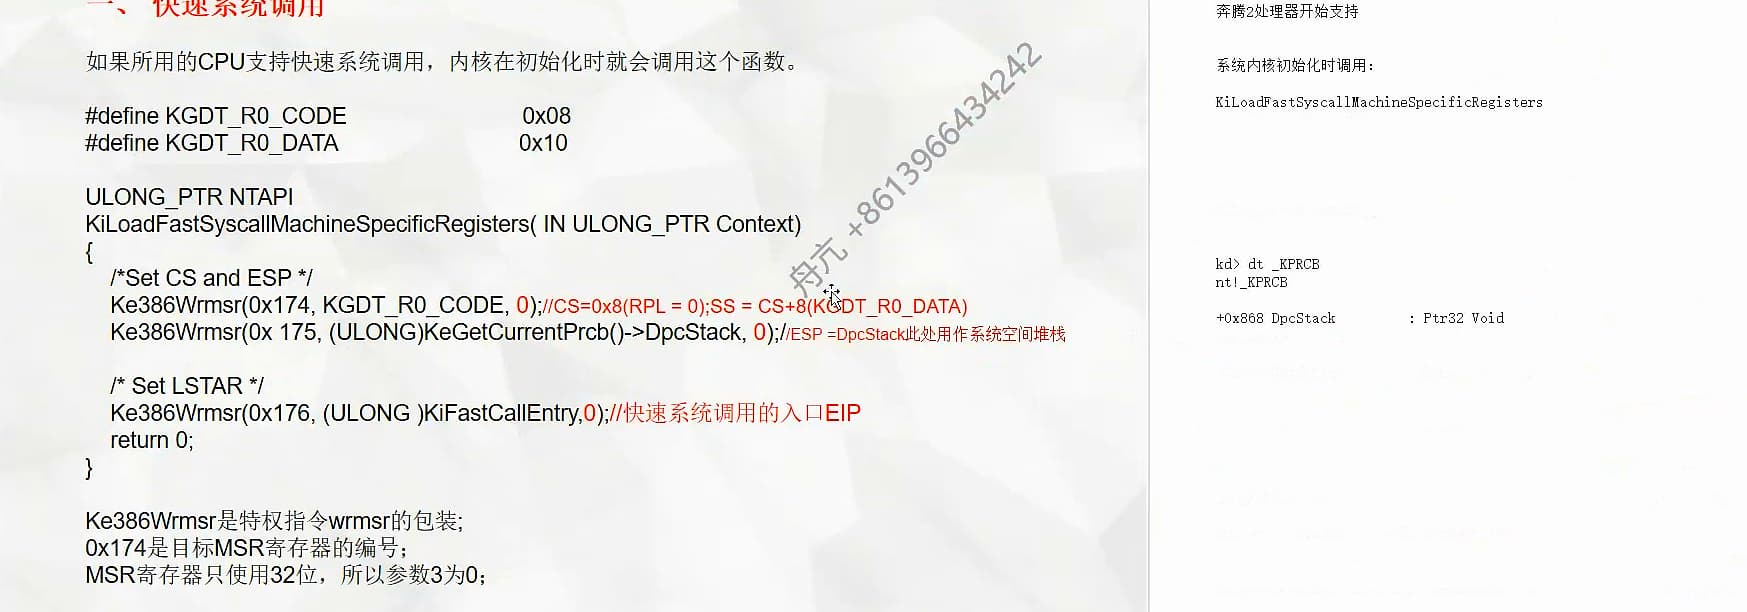 一、 快速系统调用
如果所用的CPU支持快速系统调用，内核在初始化时就会调用这个函数。
#define KGDT_R0_CODE 0x08
#define KGDT_R0_DATA 0x10
ULONG_PTR NTAPI
KiLoadFastSyscallMachineSpecificRegisters( IN ULONG_PTR Context)
{
/*Set CS and ESP */
Ke386Wrmsr(0x174, KGDT_R0_CODE, 0);//CS=0x8(RPL = 0);SS = CS+8(KGDT_R0_DATA)
Ke386Wrmsr(0x 175, (ULONG)KeGetCurrentPrcb()->DpcStack, 0);//ESP =DpcStack此处用作系统空间堆栈
/* Set LSTAR */
Ke386Wrmsr(0x176, (ULONG )KiFastCallEntry,0);//快速系统调用的入口EIP
return 0;
}
Ke386Wrmsr是特权指令wrmsr的包装;
0x174是目标MSR寄存器的编号；
MSR寄存器只使用32位，所以参数3为0；
舟亢 +8613966434242
奔腾2处理器开始支持
系统内核初始化时调用：
KiLoadFastSyscallMachineSpecificRegisters
kd> dt _KPRCB
nt!_KPRCB
+0x868 DpcStack : Ptr32 Void